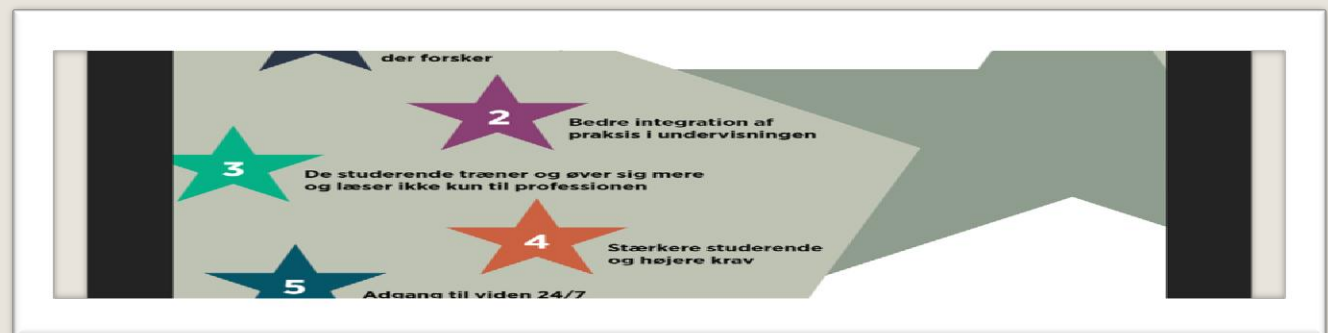 der forsker
2
Bedre integration af
praksis i undervisningen
3
De studerende træner og øver sig mere
og læser ikke kun til professionen
4
Stærkere studerende
og højere krav
5
Adgang til viden 24/7